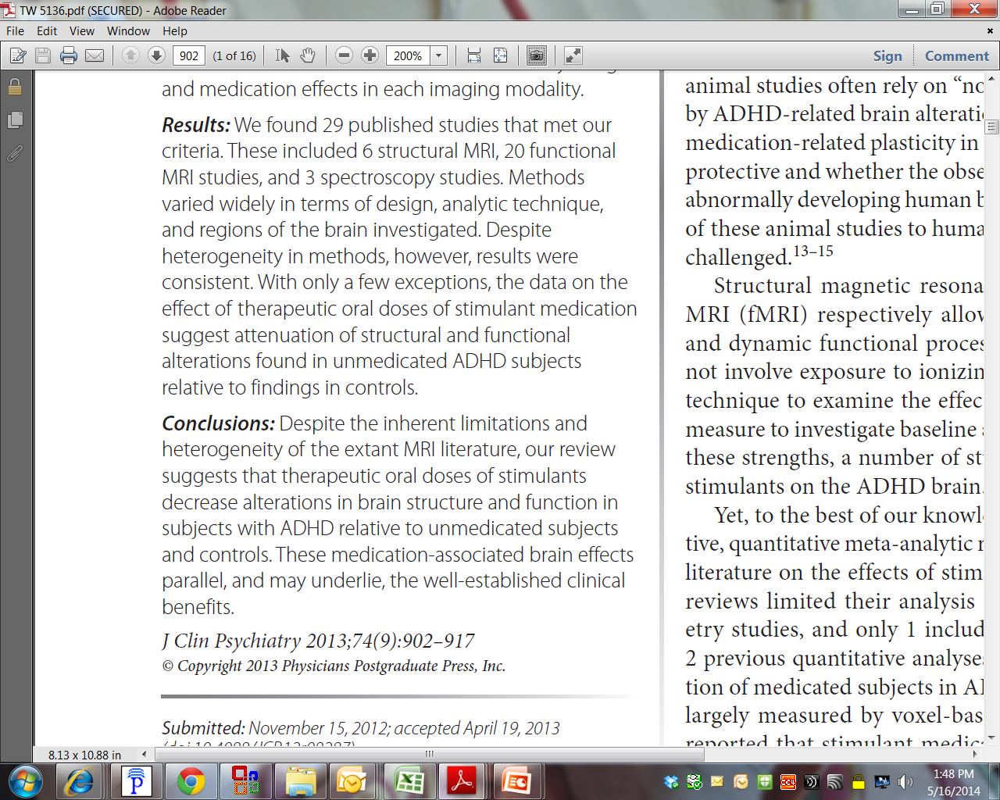 TW 5136.pdf (SECURED) - Adobe Reader
File Edit View Window Help
902 (1 of 16) 200% Sign Comment
and medication effects in each imaging modality.
Results: We found 29 published studies that met our
criteria. These included 6 structural MRI, 20 functional
MRI studies, and 3 spectroscopy studies. Methods
varied widely in terms of design, analytic technique,
and regions of the brain investigated. Despite
heterogeneity in methods, however, results were
consistent. With only a few exceptions, the data on the
effect of therapeutic oral doses of stimulant medication
suggest attenuation of structural and functional
alterations found in unmedicated ADHD subjects
relative to findings in controls.
Conclusions: Despite the inherent limitations and
heterogeneity of the extant MRI literature, our review
suggests that therapeutic oral doses of stimulants
decrease alterations in brain structure and function in
subjects with ADHD relative to unmedicated subjects
and controls. These medication-associated brain effects
parallel, and may underlie, the well-established clinical
benefits.
J Clin Psychiatry 2013;74(9):902–917
© Copyright 2013 Physicians Postgraduate Press, Inc.
Submitted: November 15, 2012; accepted April 19, 2013
animal studies often rely on “no
by ADHD-related brain alterati
medication-related plasticity in
protective and whether the obse
abnormally developing human b
of these animal studies to huma
challenged.13–15
Structural magnetic resona
MRI (fMRI) respectively allow
and dynamic functional proces
not involve exposure to ionizin
technique to examine the effec
measure to investigate baseline
these strengths, a number of st
stimulants on the ADHD brain.
Yet, to the best of our knowl
tive, quantitative meta-analytic r
literature on the effects of stim
reviews limited their analysis
etry studies, and only 1 includ
2 previous quantitative analyse
tion of medicated subjects in AD
largely measured by voxel-bas
reported that stimulant medic
8.13 x 10.88 in
1:48 PM
5/16/2014